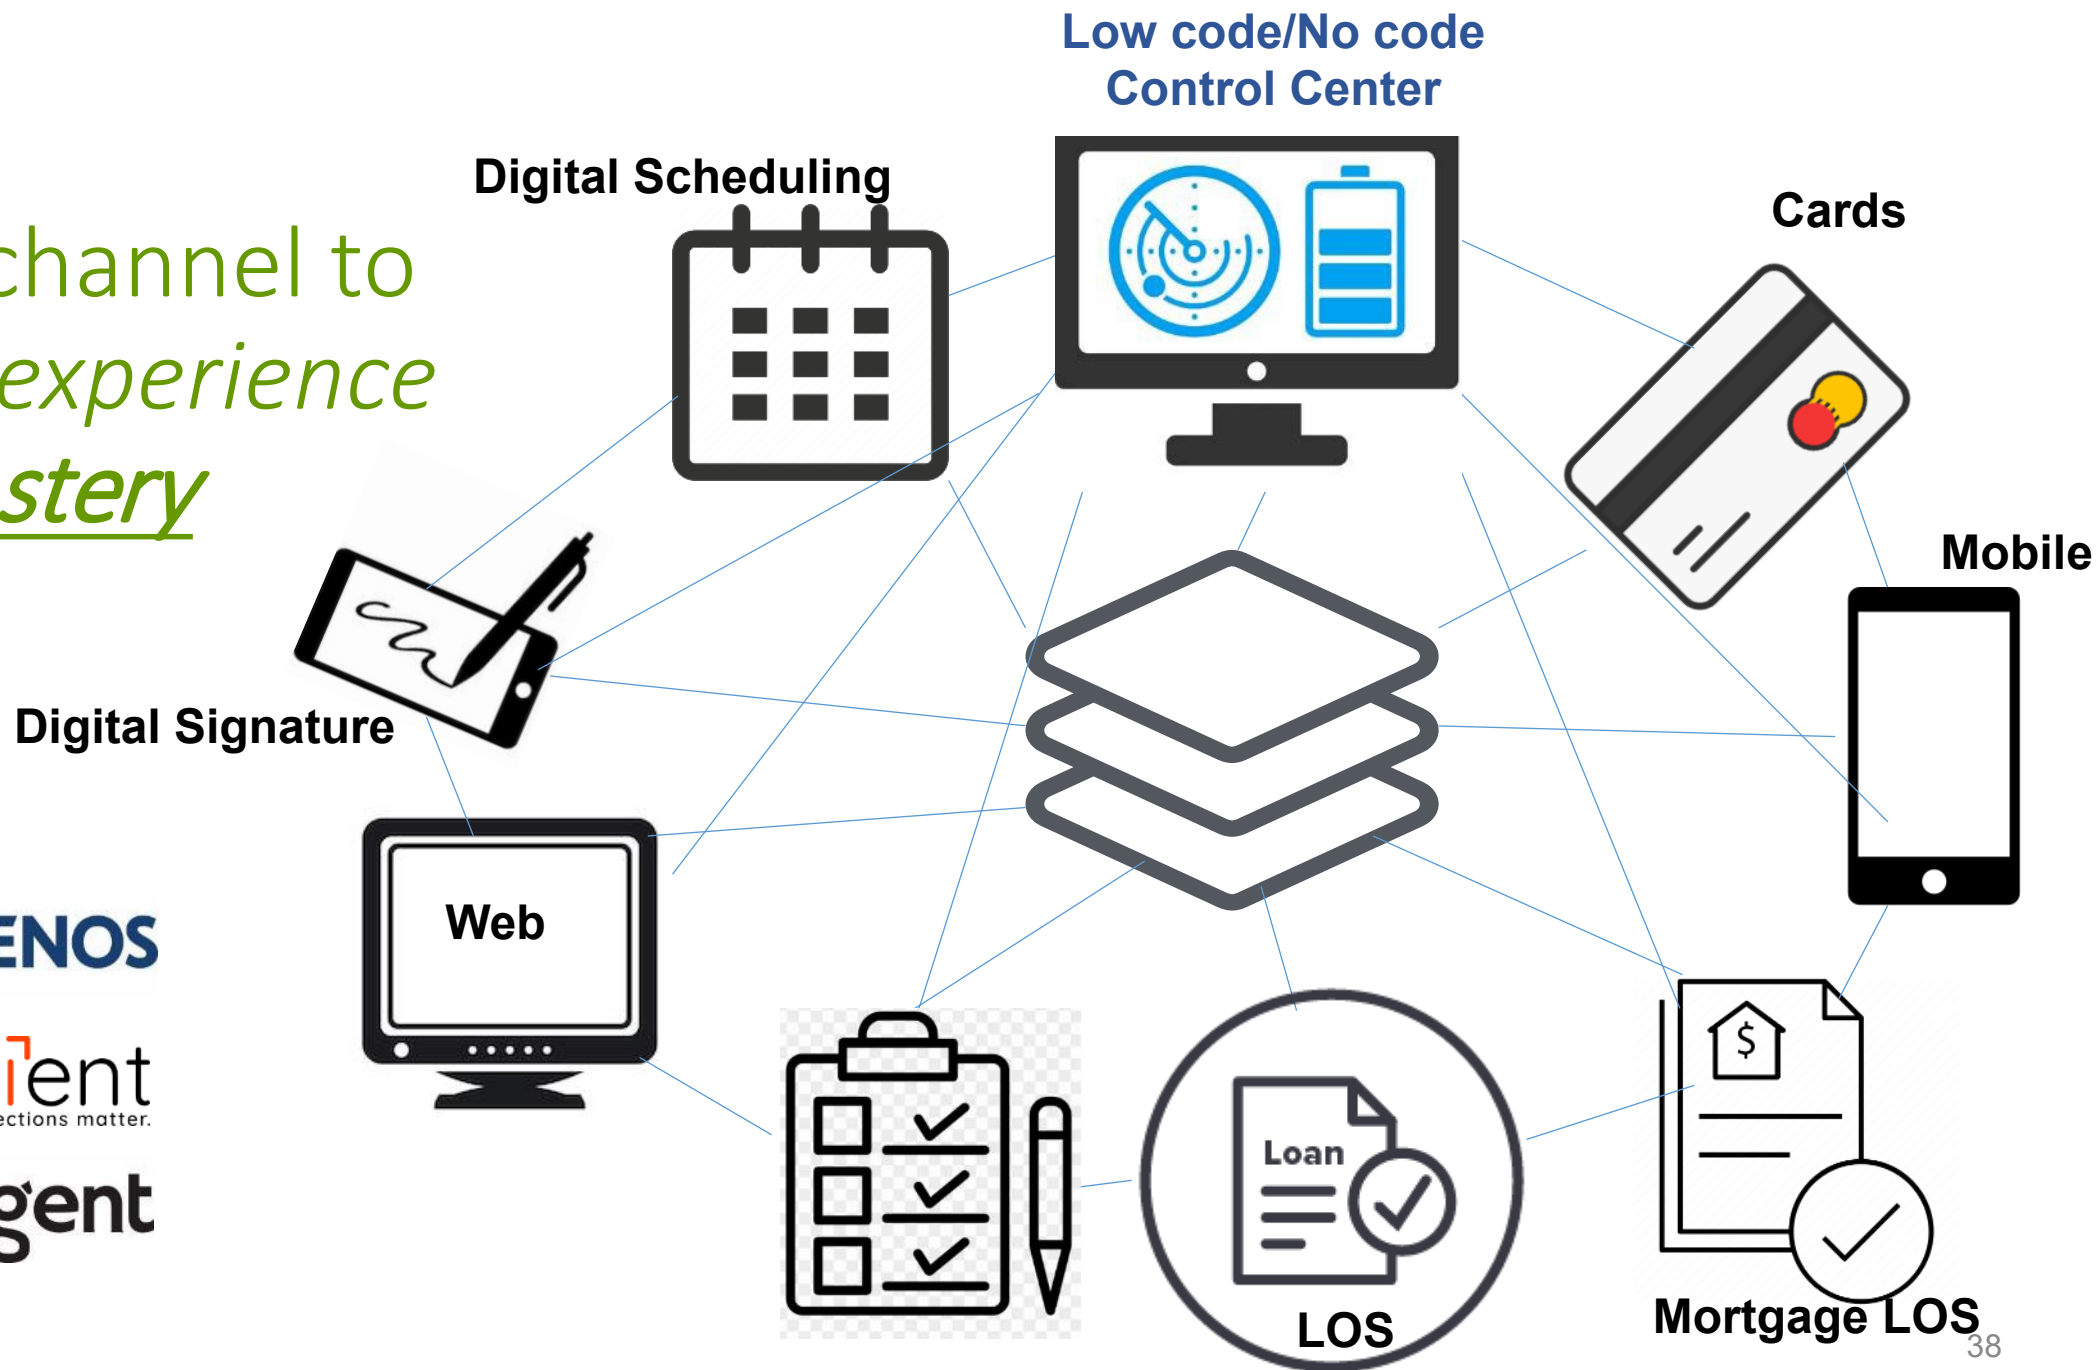 Low code/No code
Control Center
Digital Scheduling
Cards
channel to
experience
stery
Mobile
Digital Signature
Web
ENOS
ient
ections matter.
gent
Loan
$
LOS
Mortgage LOS
38